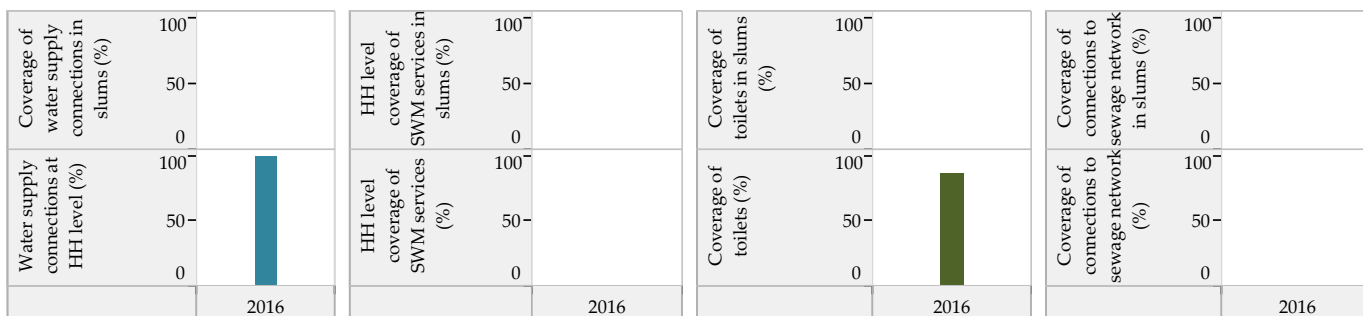 Coverage of
water supply
connections in
slums (%)
100
50
0
Water supply
connections at
HH level (%)
100
50
0
2016
HH level
coverage of
SWM services in
slums (%)
100
50
0
HH level
coverage of
SWM services
(%)
100
50
0
2016
Coverage of
toilets in slums
(%)
100
50
0
Coverage of
toilets (%)
100
50
0
2016
Coverage of
connections to
sewage network
in slums (%)
100
50
0
Coverage of
connections to
sewage network
(%)
100
50
0
2016